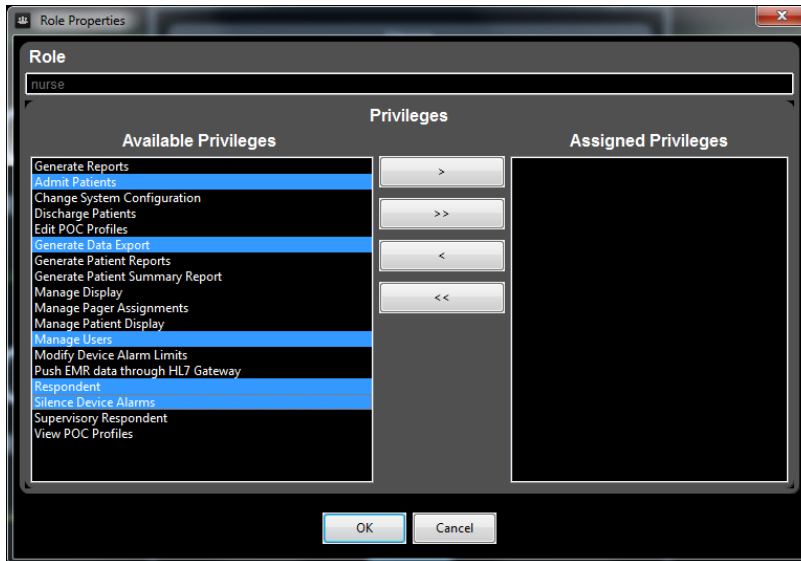 Role Properties
x
Role
nurse
Privileges
Available Privileges
Assigned Privileges
Generate Reports
Admit Patients
Change System Configuration
Discharge Patients
Edit POC Profiles
Generate Data Export
Generate Patient Reports
Generate Patient Summary Report
Manage Display
Manage Pager Assignments
Manage Patient Display
Manage Users
Modify Device Alarm Limits
Push EMR data through HL7 Gateway
Respondent
Silence Device Alarms
Supervisory Respondent
View POC Profiles
>
>>
<
<<
OK
Cancel